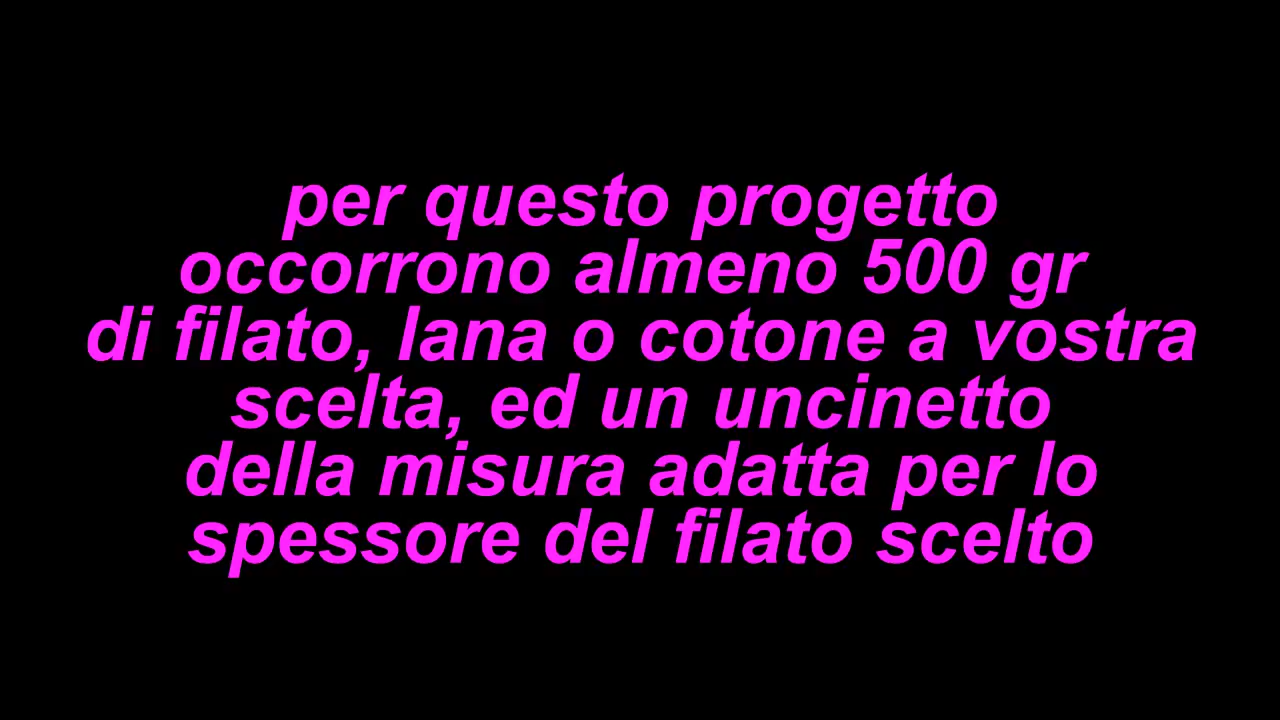 per questo progetto
occorrono almeno 500 gr
di filato, lana o cotone a vostra
scelta, ed un uncinetto
della misura adatta per lo
spessore del filato scelto